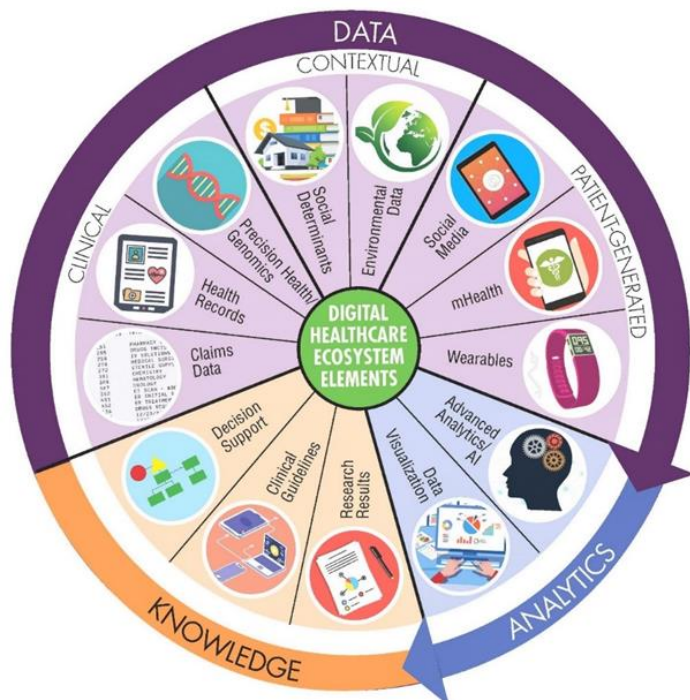 DATA
CONTEXTUAL
CLINICAL
PATIENT-GENERATED
Social
Determinants
Environmental
Data
Precision Health/
Genomics
Social
Media
Health
Records
mHealth
Claims
Data
Wearables
DIGITAL
HEALTHCARE
ECOSYSTEM
ELEMENTS
Decision
Support
Clinical
Guidelines
Research
Results
Data
Visualization
Advanced
Analytics/
AI
KNOWLEDGE
ANALYTICS